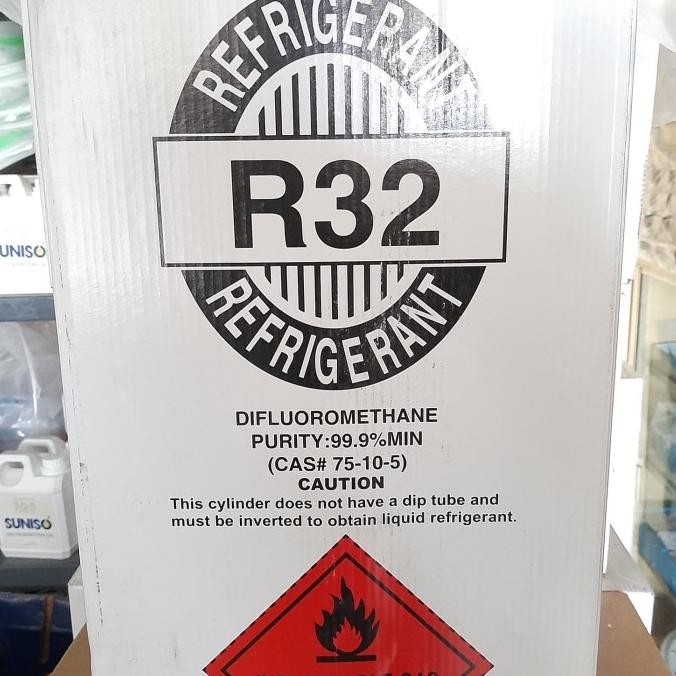 REFRIGERANT
R32
REFRIGERANT
DIFLUOROMETHANE
PURITY:99.9%MIN
(CAS# 75-10-5)
CAUTION
This cylinder does not have a dip tube and
must be inverted to obtain liquid refrigerant.
UNISO
SUNISO